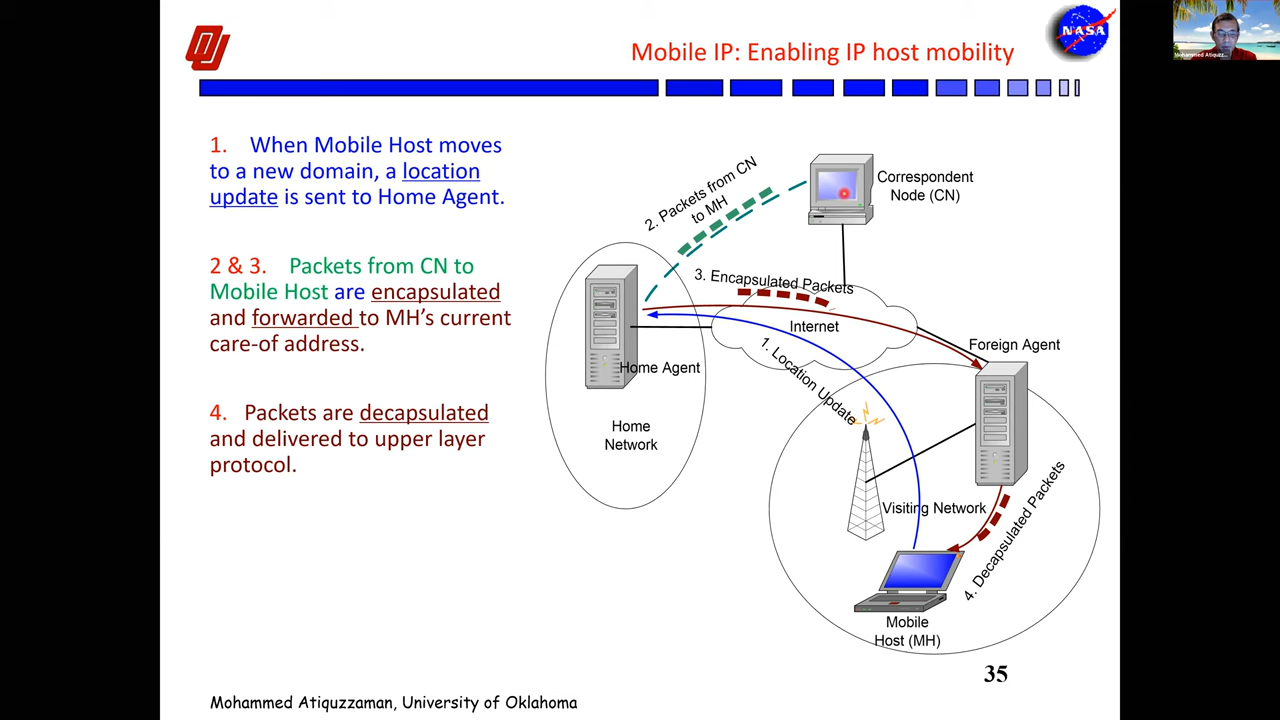 Mobile IP: Enabling IP host mobility
NASA
Mohammed Atiquzz...
1. When Mobile Host moves
to a new domain, a location
update is sent to Home Agent.
2 & 3. Packets from CN to
Mobile Host are encapsulated
and forwarded to MH's current
care-of address.
4. Packets are decapsulated
and delivered to upper layer
protocol.
2. Packets from CN
to MH
Correspondent
Node (CN)
3. Encapsulated Packets
Internet
Foreign Agent
1. Location Update
Home Agent
Home
Network
Visiting Network
4. Decapsulated Packets
Mobile
Host (MH)
35
Mohammed Atiquzzaman, University of Oklahoma